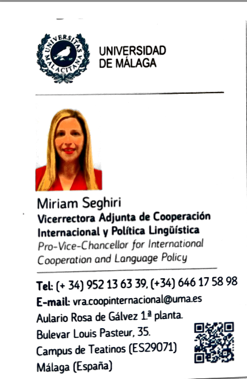 UNIVERSIDAD
DE MÁLAGA
Miriam Seghiri
Vicerrectora Adjunta de Cooperación
Internacional y Política Lingüística
Pro-Vice-Chancellor for International
Cooperation and Language Policy
Tel: (+ 34) 952 13 63 39, (+34) 646 17 58 98
E-mail: vra.coopinternacional@uma.es
Aulario Rosa de Gálvez 1.ª planta.
Bulevar Louis Pasteur, 35.
Campus de Teatinos (ES29071)
Málaga (España)